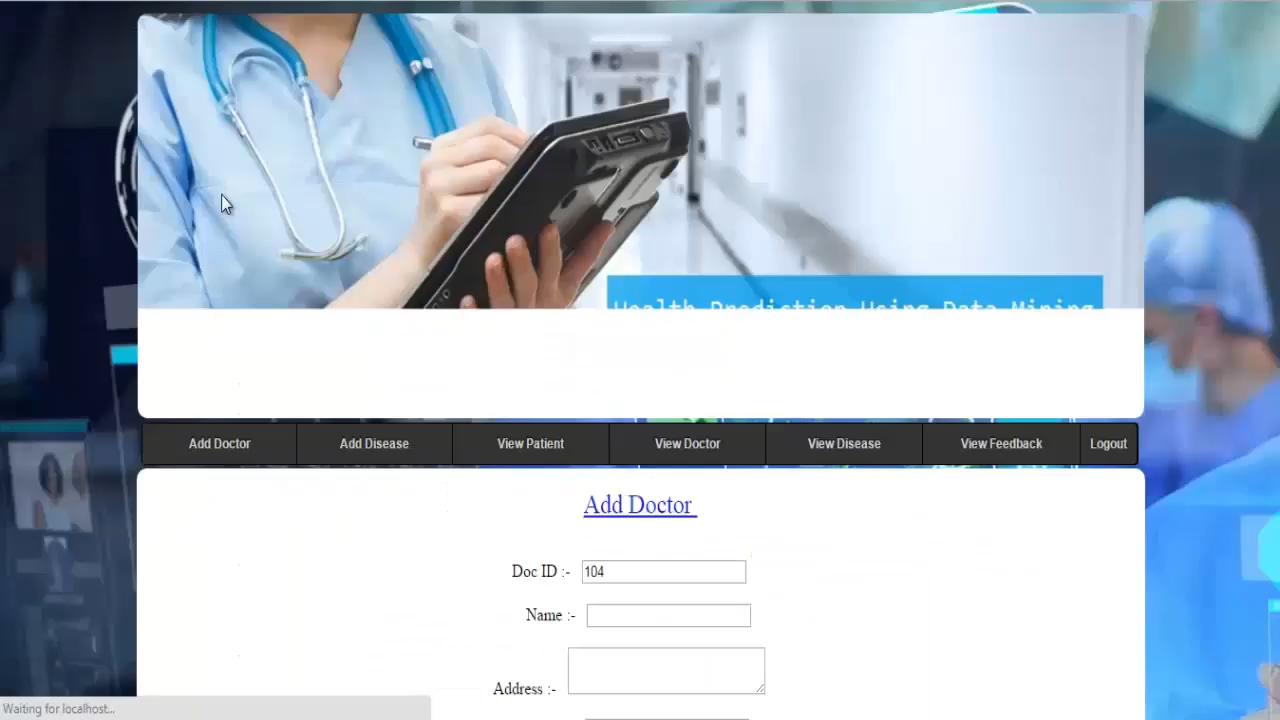 Health Prediction Using Data Mining
Add Doctor
Add Disease
View Patient
View Doctor
View Disease
View Feedback
Logout
Add Doctor
Doc ID :- 104
Name :-
Address :-
Waiting for localhost...